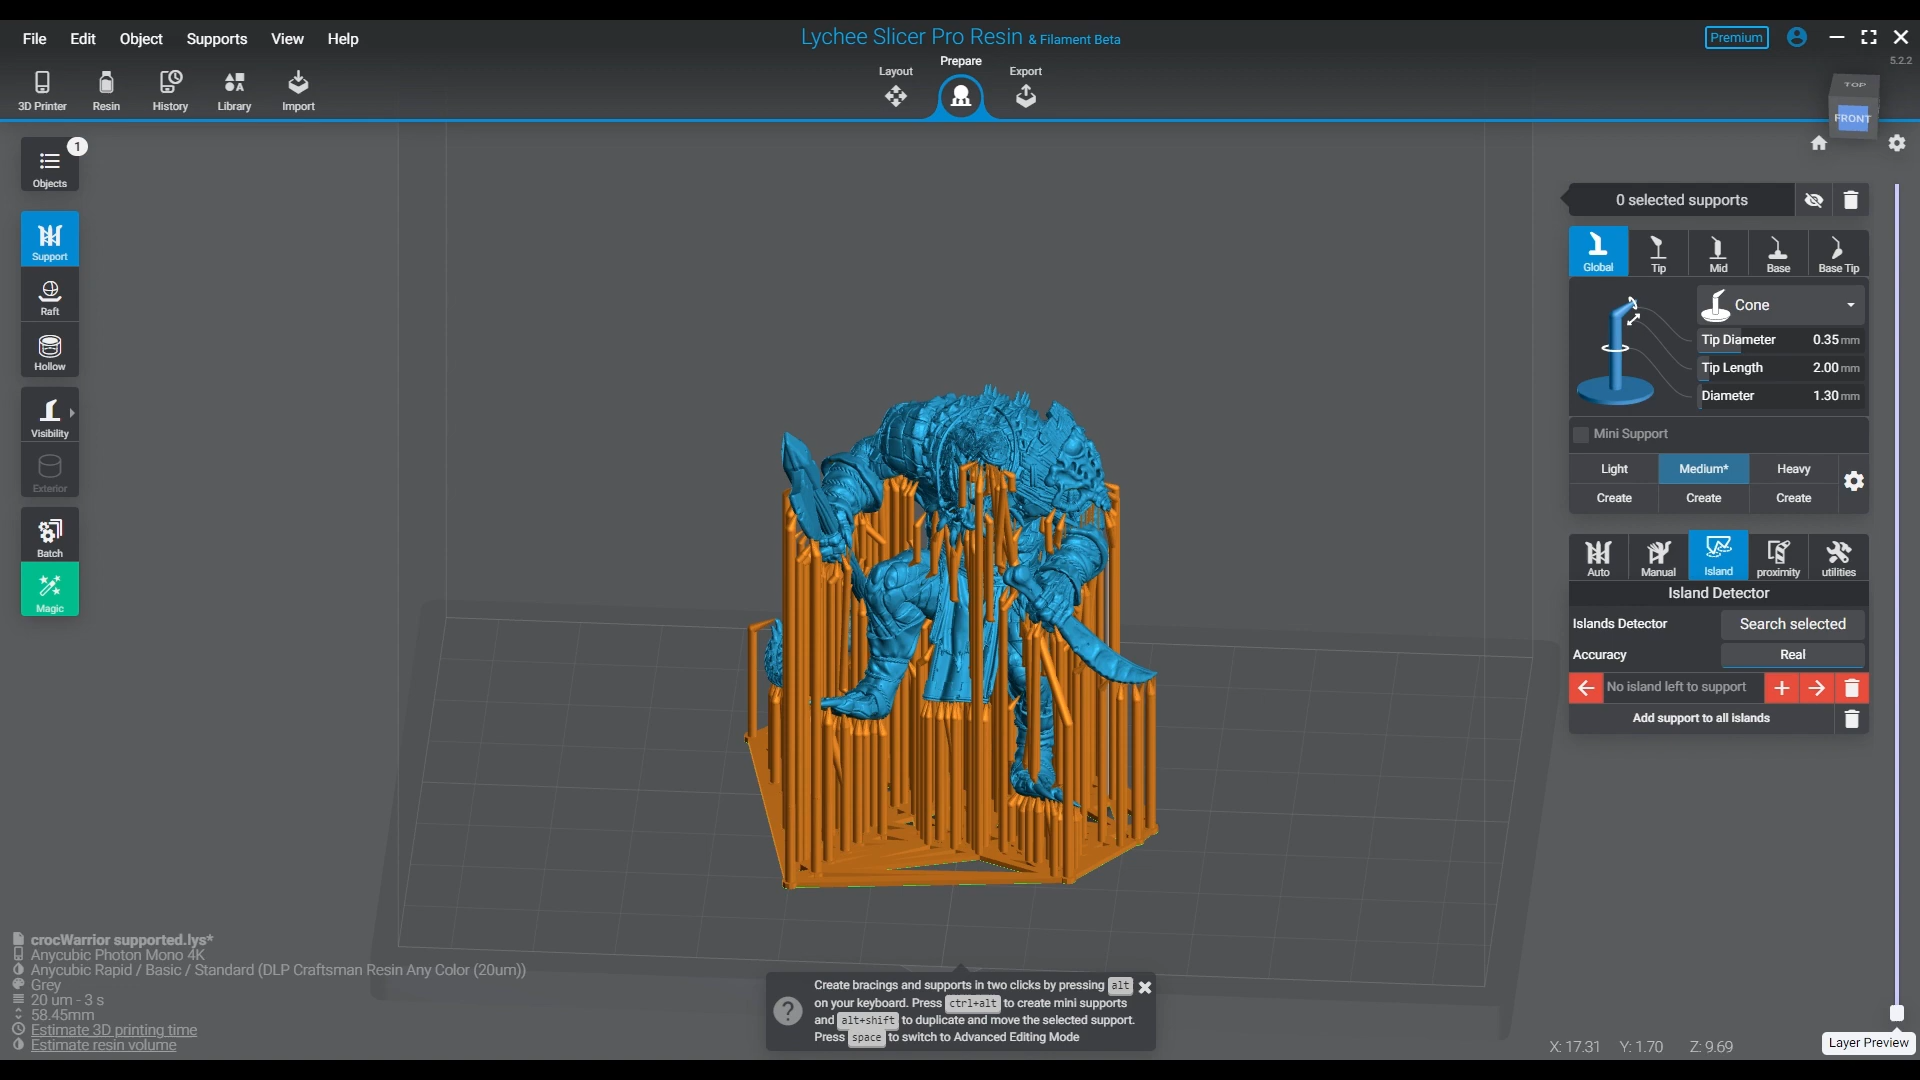 File Edit Object Supports View Help
Lychee Slicer Pro Resin & Filament Beta
Premium
5.2.2
3D Printer Resin History Library Import
Layout Prepare Export
TOP
FRONT
Objects 1
Support
Raft
Hollow
Visibility
Exterior
Batch
Magic
0 selected supports
Global Tip Mid Base Base Tip
Cone
Tip Diameter 0.35 mm
Tip Length 2.00 mm
Diameter 1.30 mm
Mini Support
Light Medium* Heavy
Create Create Create
Auto Manual Island proximity utilities
Island Detector
Islands Detector Search selected
Accuracy Real
No island left to support
Add support to all islands
crocWarrior supported.lys*
Anycubic Photon Mono 4K
Anycubic Rapid / Basic / Standard (DLP Craftsman Resin Any Color (20um))
Grey
20 um - 3 s
58.45mm
Estimate 3D printing time
Estimate resin volume
Create bracings and supports in two clicks by pressing alt
on your keyboard. Press ctrl+alt to create mini supports
and alt+shift to duplicate and move the selected support.
Press space to switch to Advanced Editing Mode
X: 17.31 Y: 1.70 Z: 9.69
Layer Preview